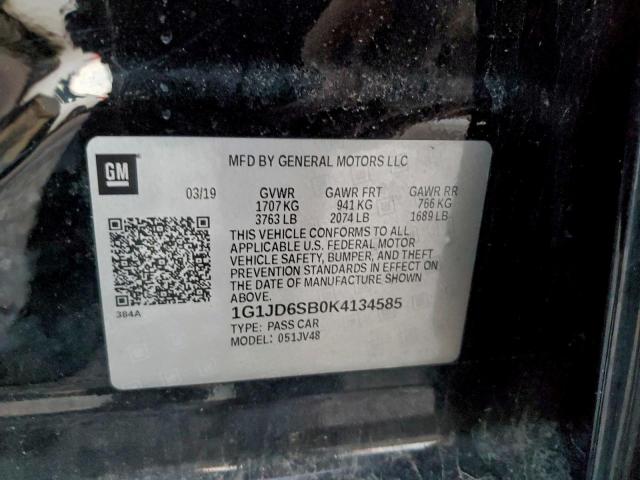 GM
MFD BY GENERAL MOTORS LLC
03/19 GVWR GAWR FRT GAWR RR
1707 KG 941 KG 766 KG
3763 LB 2074 LB 1689 LB
THIS VEHICLE CONFORMS TO ALL
APPLICABLE U.S. FEDERAL MOTOR
VEHICLE SAFETY, BUMPER, AND THEFT
PREVENTION STANDARDS IN EFFECT ON
THE DATE OF MANUFACTURE SHOWN
ABOVE.
384A
1G1JD6SB0K4134585
TYPE: PASS CAR
MODEL: 051JV48